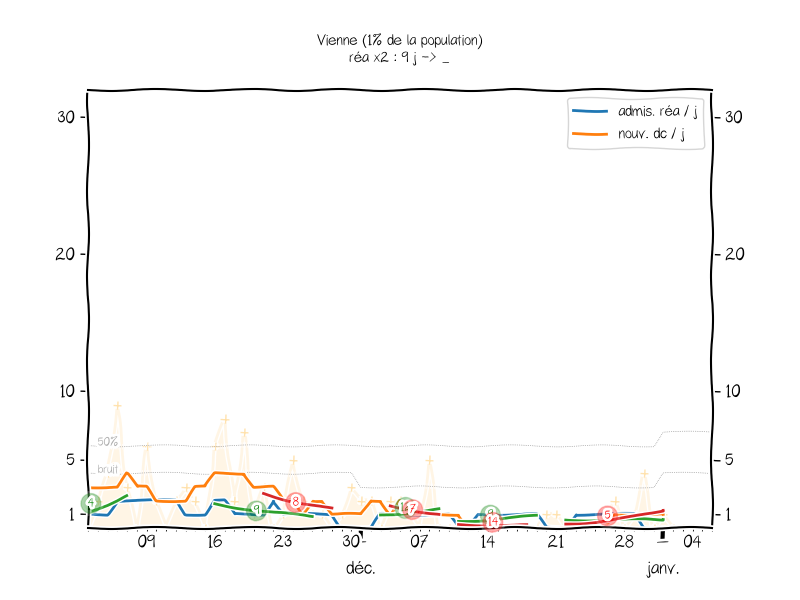 Vienne (1% de la population)
réa x2 : 9 j -> _
admis. réa / j
nouv. dc / j
30 30
20 20
10 10
50%
5 5
bruit
4 9 8 7 9 14 5
1 1
09 16 23 30 07 14 21 28 04
déc. janv.